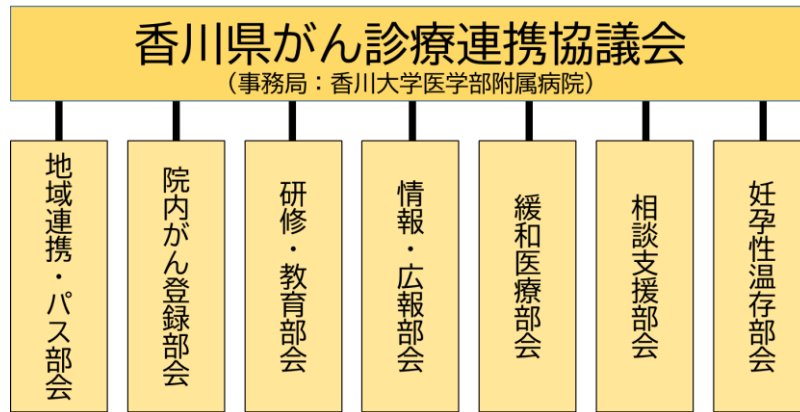 香川県がん診療連携協議会
（事務局：香川大学医学部附属病院）
地域連携・パス部会
院内がん登録部会
研修・教育部会
情報・広報部会
緩和医療部会
相談支援部会
妊孕性温存部会